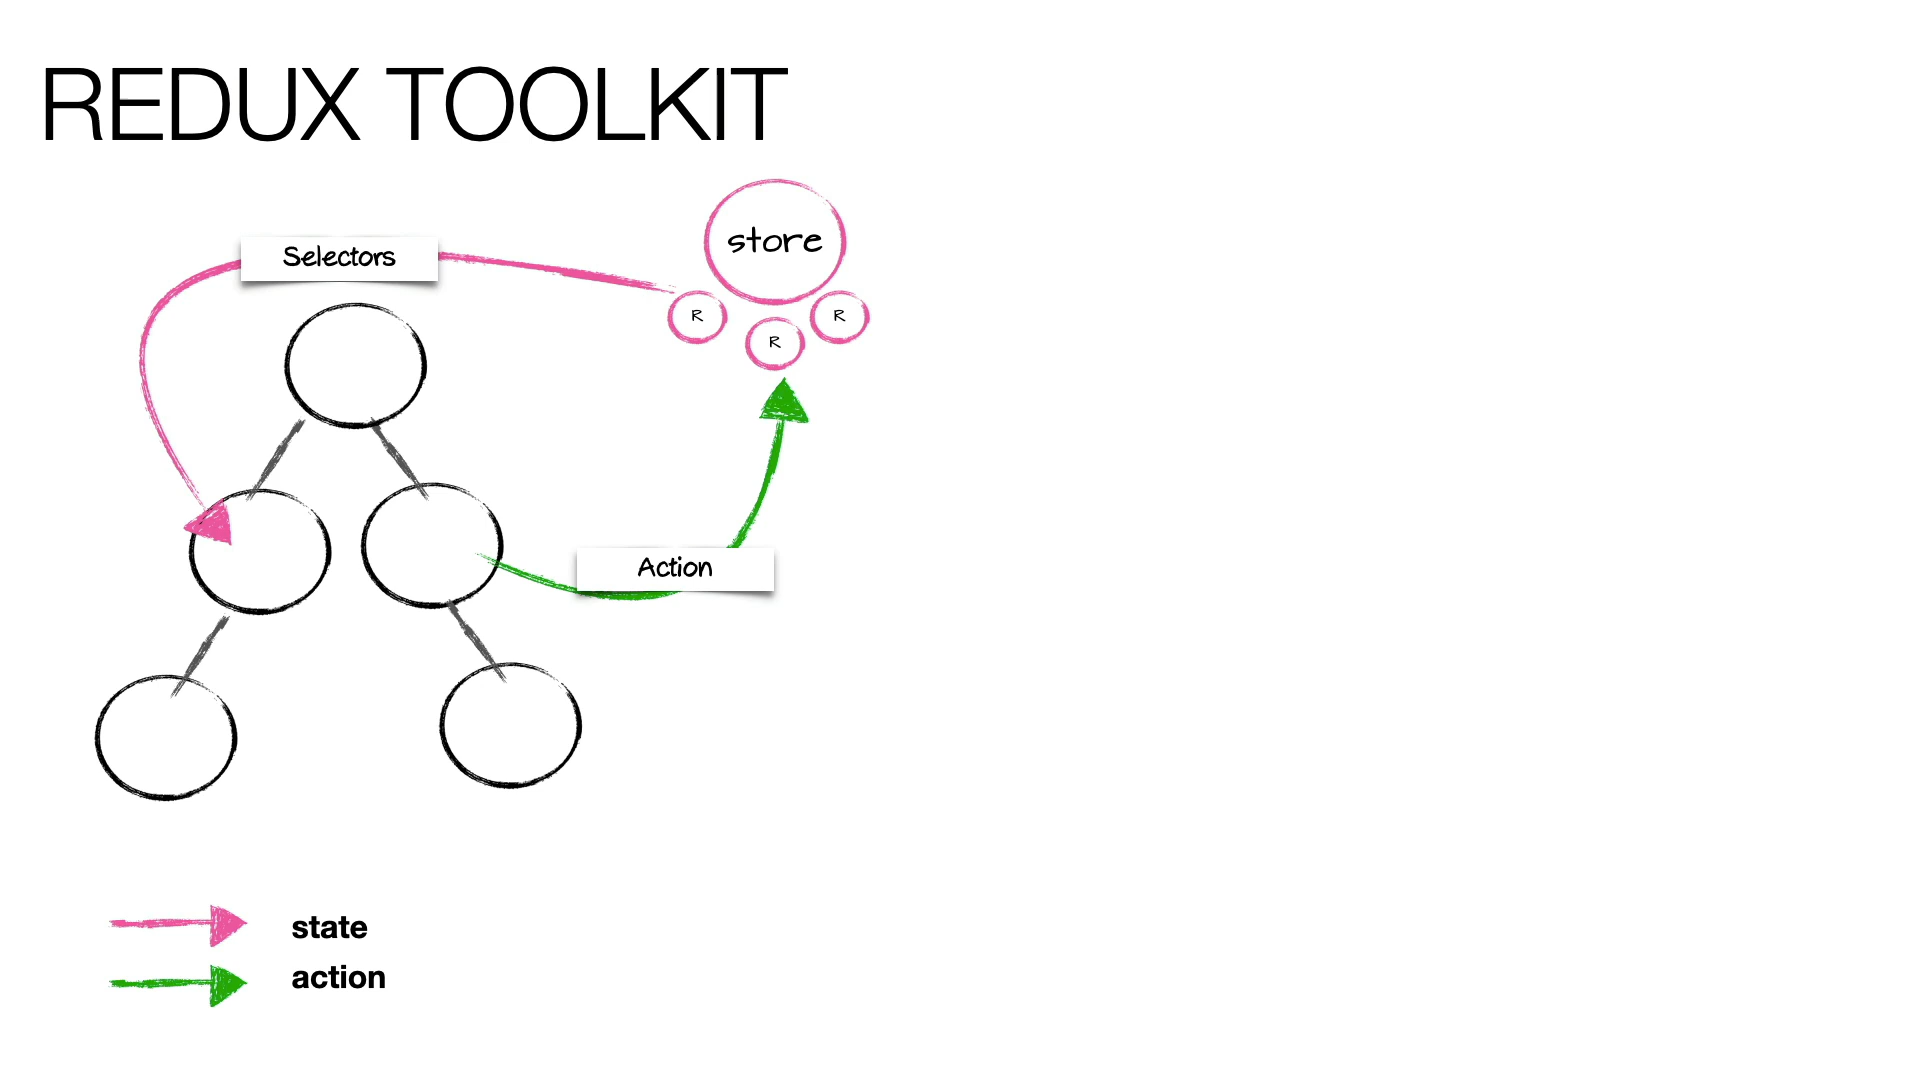 REDUX TOOLKIT
store
Selectors
R
R
R
Action
state
action